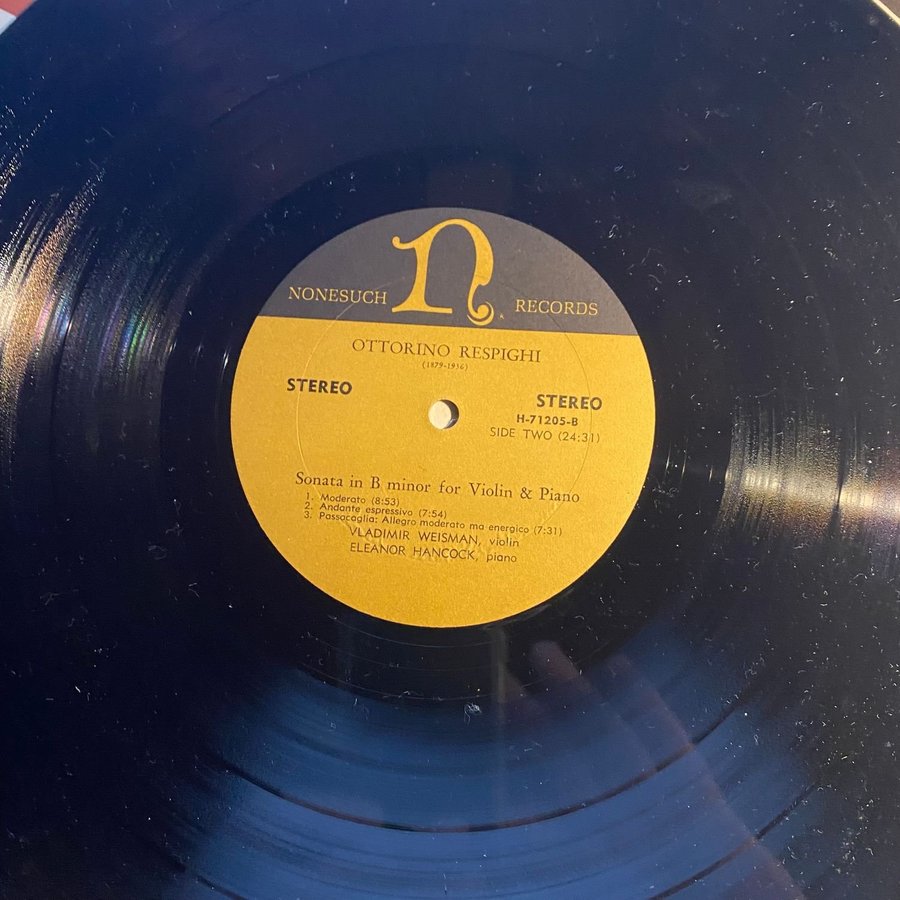 n
NONESUCH RECORDS
OTTORINO RESPIGHI
(1879-1936)
STEREO STEREO
H-71205-B
SIDE TWO (24:31)
Sonata in B minor for Violin & Piano
1. Moderato (8:53)
2. Andante espressivo (7:54)
3. Passacaglia: Allegro moderato ma energico (7:31)
VLADIMIR WEISMAN, violin
ELEANOR HANCOCK, piano